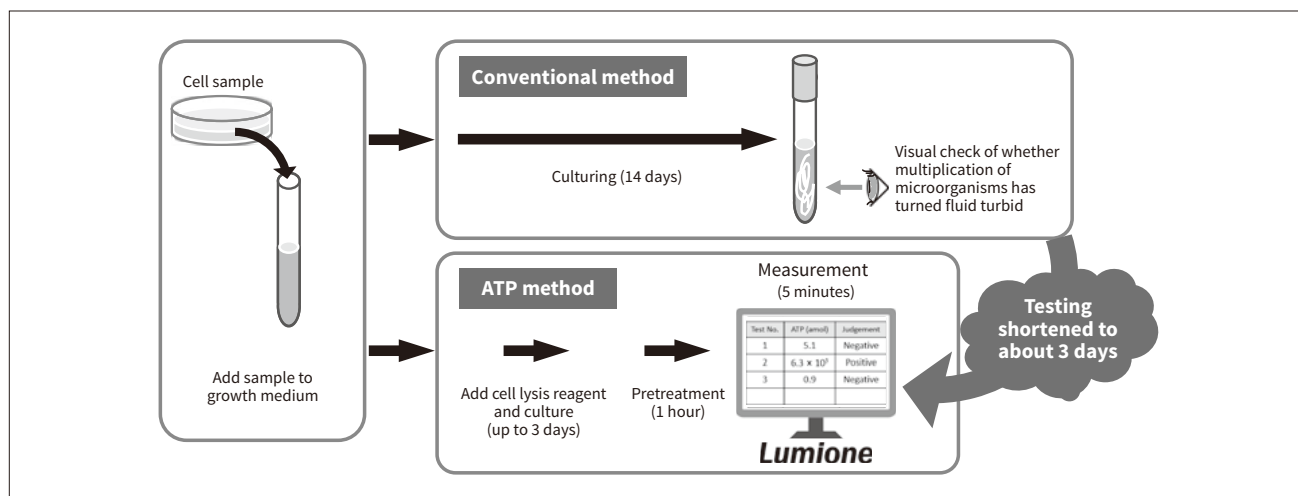 Cell sample
Add sample to
growth medium
Conventional method
Culturing (14 days)
Visual check of whether
multiplication of
microorganisms has
turned fluid turbid
ATP method
Add cell lysis reagent
and culture
(up to 3 days)
Pretreatment
(1 hour)
Measurement
(5 minutes)
Test No. ATP (amol) Judgement
1 5.1 Negative
2 6.3 × 10⁵ Positive
3 0.9 Negative
Lumione
Testing
shortened to
about 3 days